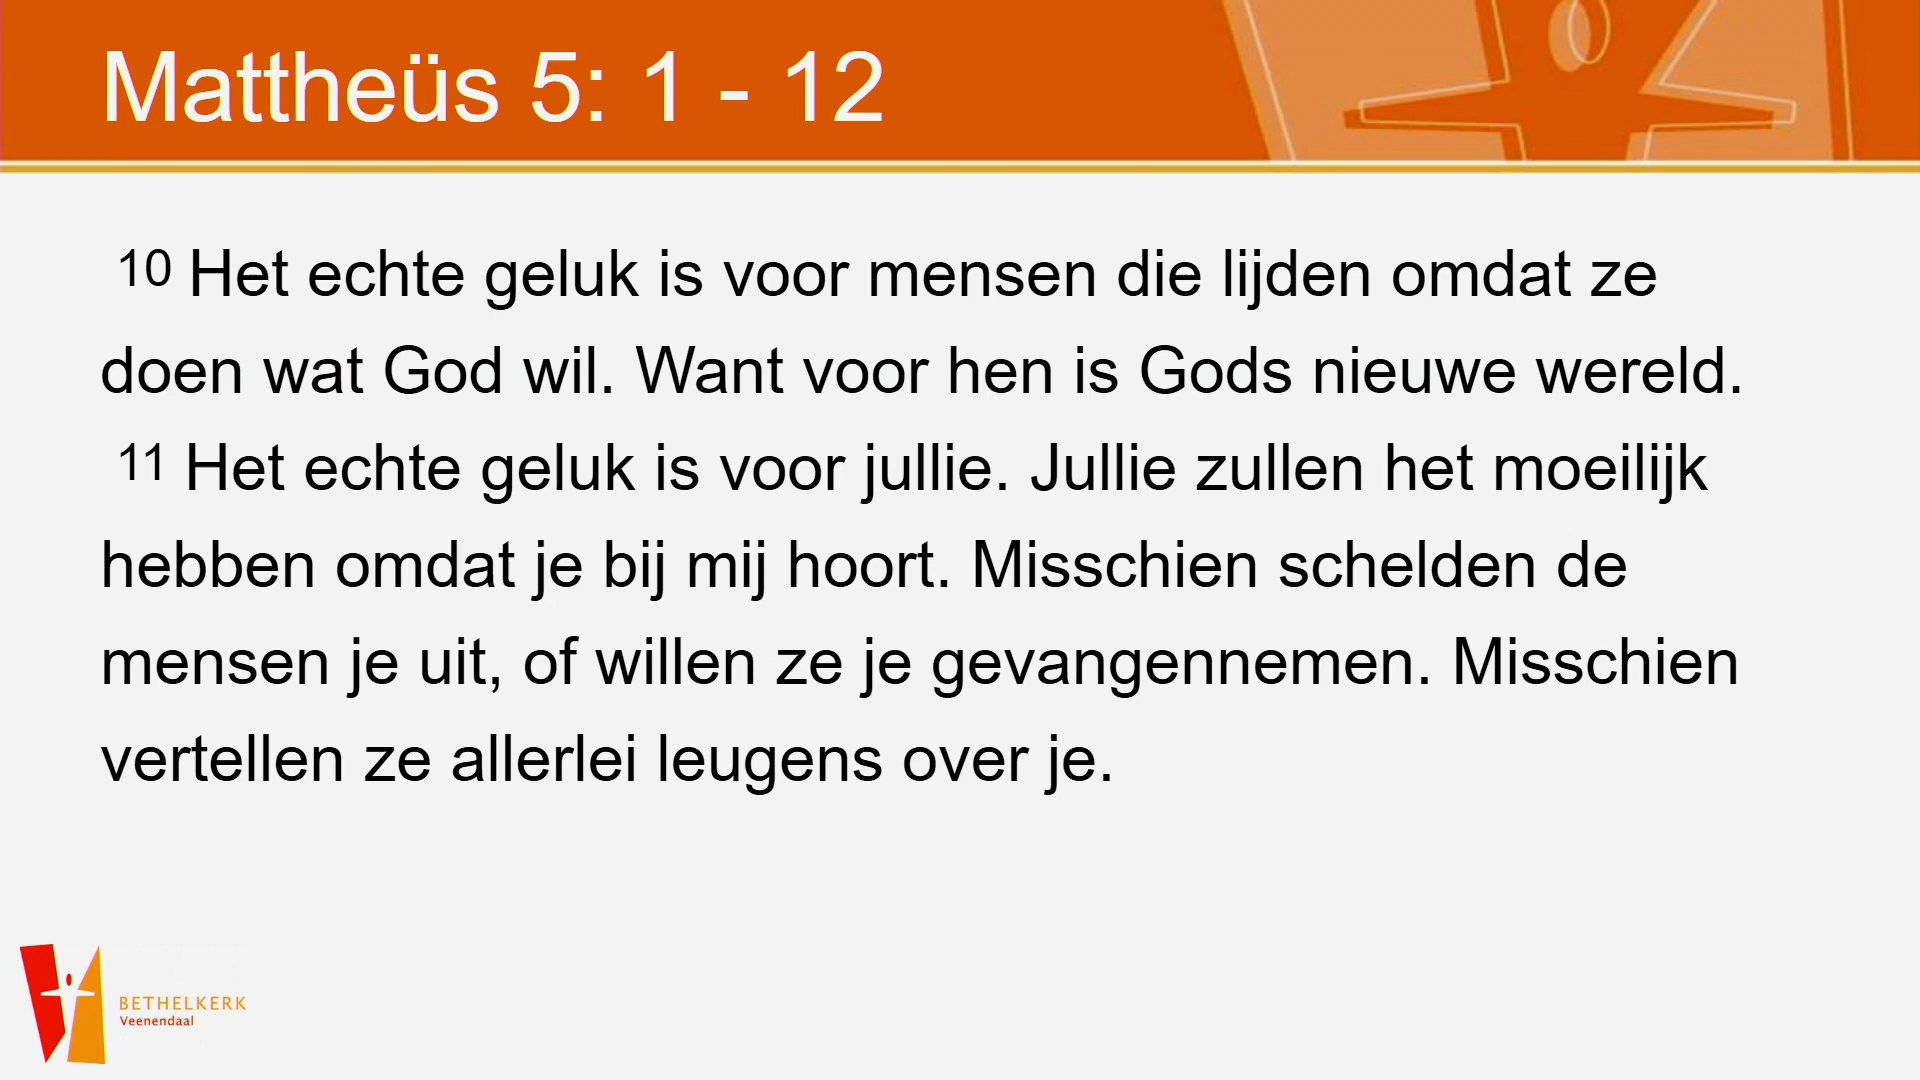 Mattheüs 5: 1 - 12
10 Het echte geluk is voor mensen die lijden omdat ze
doen wat God wil. Want voor hen is Gods nieuwe wereld.
11 Het echte geluk is voor jullie. Jullie zullen het moeilijk
hebben omdat je bij mij hoort. Misschien schelden de
mensen je uit, of willen ze je gevangennemen. Misschien
vertellen ze allerlei leugens over je.
BETHELKERK
Veenendaal